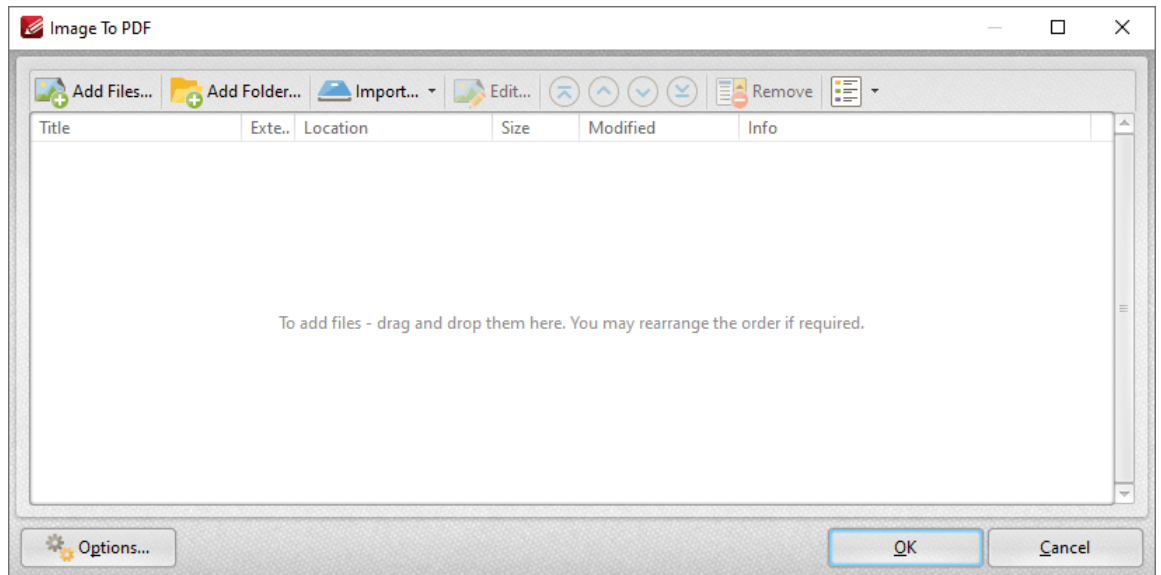 Image To PDF
Add Files... Add Folder... Import... Edit... Remove
Title Exte.. Location Size Modified Info
To add files - drag and drop them here. You may rearrange the order if required.
Options... OK Cancel